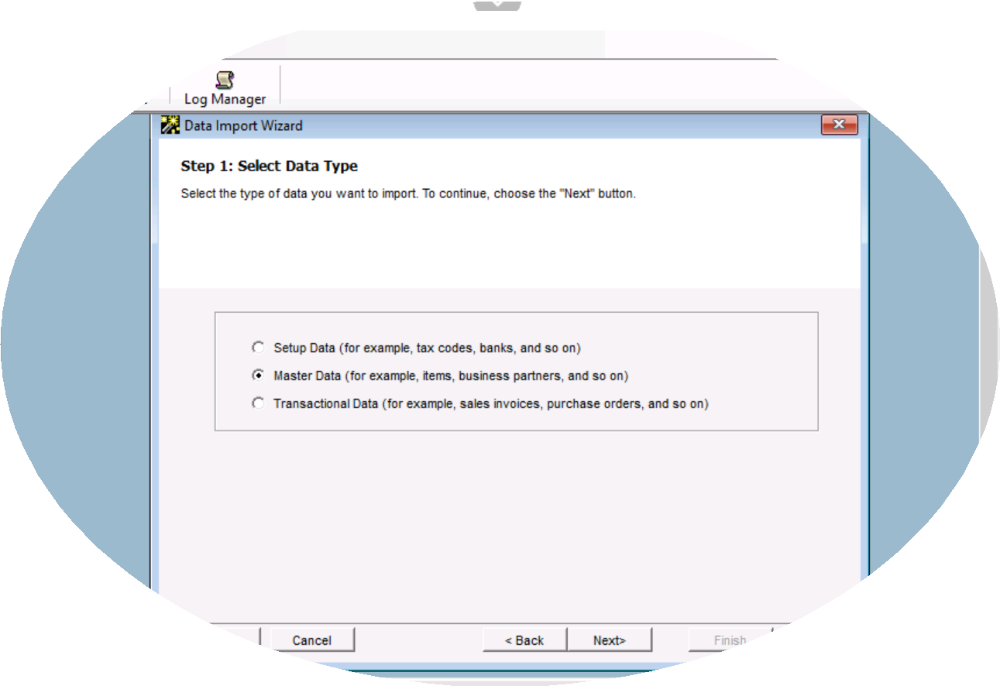 Log Manager
Data Import Wizard
Step 1: Select Data Type
Select the type of data you want to import. To continue, choose the "Next" button.
Setup Data (for example, tax codes, banks, and so on)
Master Data (for example, items, business partners, and so on)
Transactional Data (for example, sales invoices, purchase orders, and so on)
Cancel < Back Next> Finish